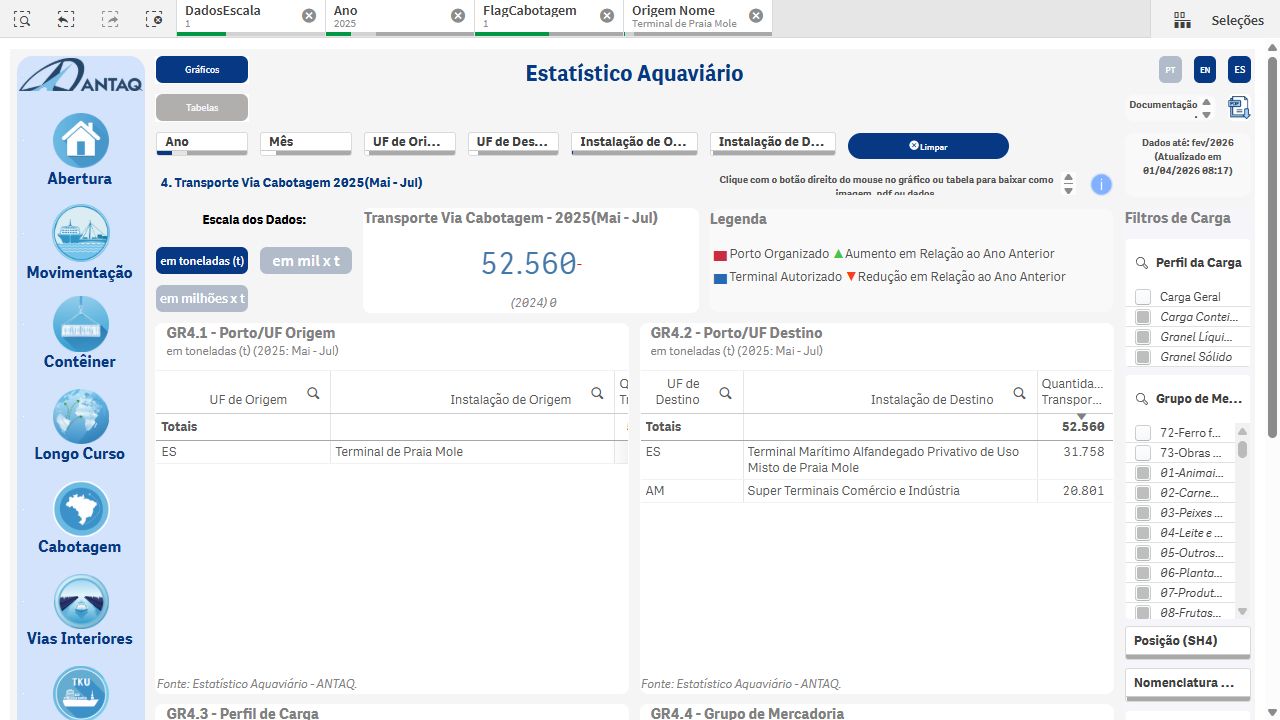 DadosEscala
1
Ano
2025
FlagCabotagem
1
Origem Nome
Terminal de Praia Mole
Seleções
ANTAQ
Gráficos
Estatístico Aquaviário
PT
EN
ES
Tabelas
Documentação
Ano
Mês
UF de Ori...
UF de Des...
Instalação de O...
Instalação de D...
Limpar
Dados até: fev/2026
(Atualizado em
01/04/2026 08:17)
4. Transporte Via Cabotagem 2025(Mai - Jul)
Clique com o botão direito do mouse no gráfico ou tabela para baixar como
imagem, pdf ou dados
Abertura
Movimentação
Contêiner
Longo Curso
Cabotagem
Vias Interiores
TKU
Escala dos Dados:
em toneladas (t)
em mil x t
em milhões x t
Transporte Via Cabotagem - 2025(Mai - Jul)
52.560-
(2024) 0
Legenda
Porto Organizado ▲Aumento em Relação ao Ano Anterior
Terminal Autorizado ▼Redução em Relação ao Ano Anterior
Filtros de Carga
Perfil da Carga
Carga Geral
Carga Contei...
Granel Líqui...
Granel Sólido
Grupo de Me...
72-Ferro f...
73-Obras ...
01-Animai...
02-Carne...
03-Peixes ...
04-Leite e ...
05-Outros...
06-Planta...
07-Produt...
08-Frutas...
Posição (SH4)
Nomenclatura ...
GR4.1 - Porto/UF Origem
em toneladas (t) (2025: Mai - Jul)
UF de Origem
Instalação de Origem
Totais
ES
Terminal de Praia Mole
Fonte: Estatístico Aquaviário - ANTAQ.
GR4.2 - Porto/UF Destino
em toneladas (t) (2025: Mai - Jul)
UF de
Destino
Instalação de Destino
Quantida...
Transpor...
Totais
52.560
ES
Terminal Marítimo Alfandegado Privativo de Uso
Misto de Praia Mole
31.758
AM
Super Terminais Comércio e Indústria
20.801
Fonte: Estatístico Aquaviário - ANTAQ.
GR4.3 - Perfil de Carga
GR4.4 - Grupo de Mercadoria